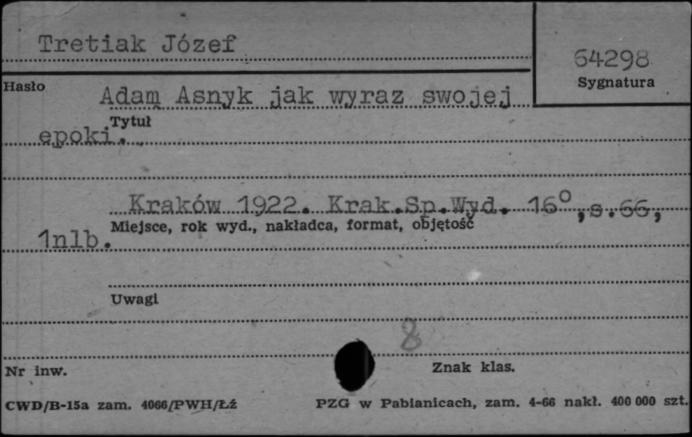 Tretiak Józef
64298
Sygnatura
Hasło
Adam Asnyk jak wyraz swojej
Tytuł
epoki.
Kraków 1922. Krak.Sp.Wyd. 16°,s.66,
Miejsce, rok wyd., nakładca, format, objętość
1nlb.
Uwagi
8
Nr inw.
Znak klas.
CWD/B-15a zam. 4066/PWH/Łż
PZG w Pabianicach, zam. 4-66 nakł. 400 000 szt.